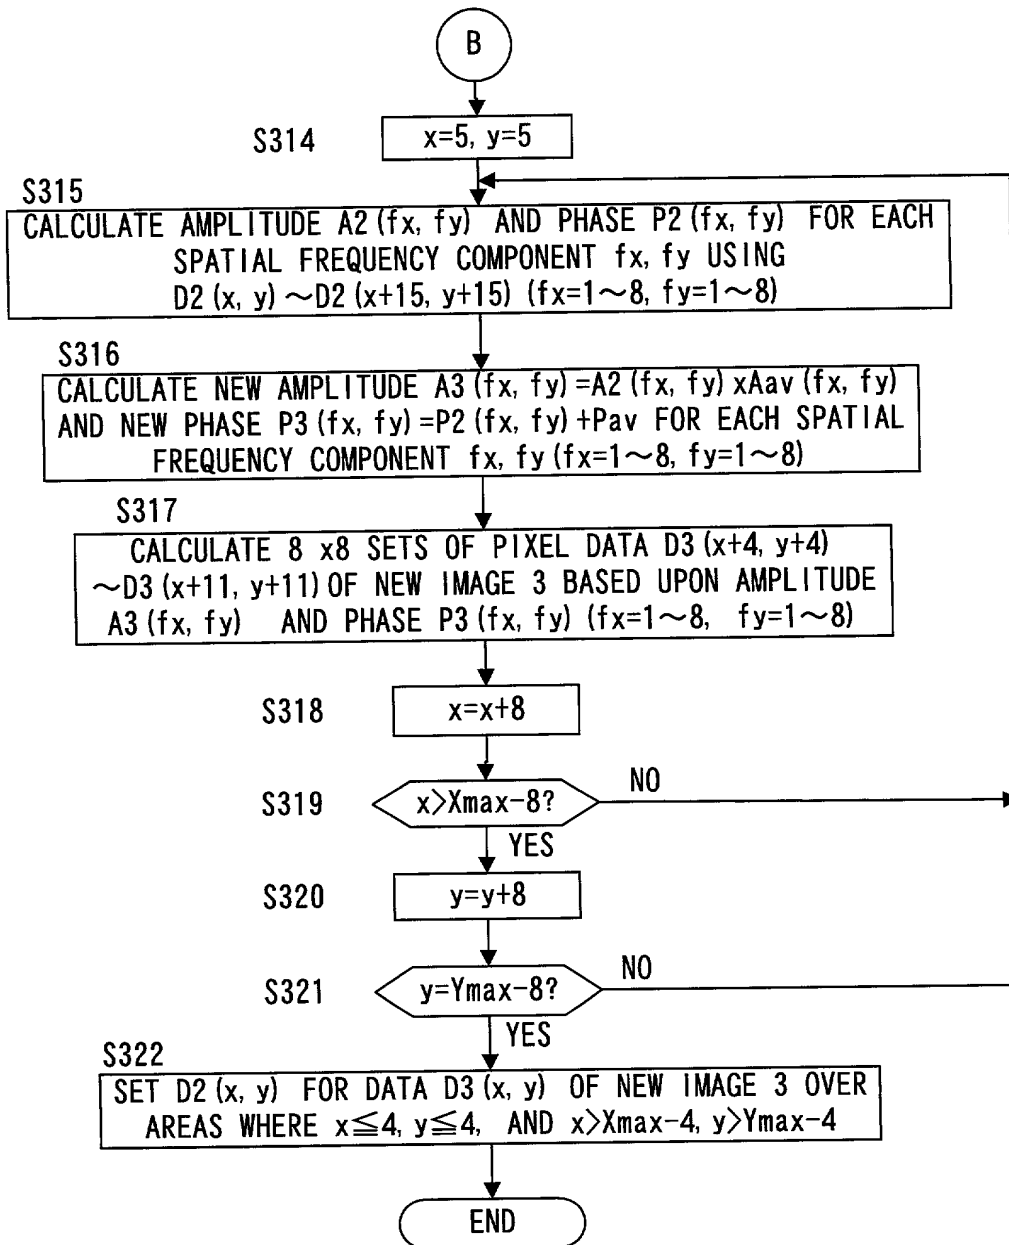 B
S314
x=5, y=5
S315
CALCULATE AMPLITUDE A2(fx, fy) AND PHASE P2(fx, fy) FOR EACH
SPATIAL FREQUENCY COMPONENT fx, fy USING
D2(x, y)~D2(x+15, y+15) (fx=1~8, fy=1~8)
S316
CALCULATE NEW AMPLITUDE A3(fx, fy)=A2(fx, fy)xAav(fx, fy)
AND NEW PHASE P3(fx, fy)=P2(fx, fy)+Pav FOR EACH SPATIAL
FREQUENCY COMPONENT fx, fy(fx=1~8, fy=1~8)
S317
CALCULATE 8 x8 SETS OF PIXEL DATA D3(x+4, y+4)
~D3(x+11, y+11) OF NEW IMAGE 3 BASED UPON AMPLITUDE
A3(fx, fy) AND PHASE P3(fx, fy) (fx=1~8, fy=1~8)
S318
x=x+8
S319
x>Xmax-8?
NO
YES
S320
y=y+8
S321
y=Ymax-8?
NO
YES
S322
SET D2(x, y) FOR DATA D3(x, y) OF NEW IMAGE 3 OVER
AREAS WHERE x≦4, y≦4, AND x>Xmax-4, y>Ymax-4
END